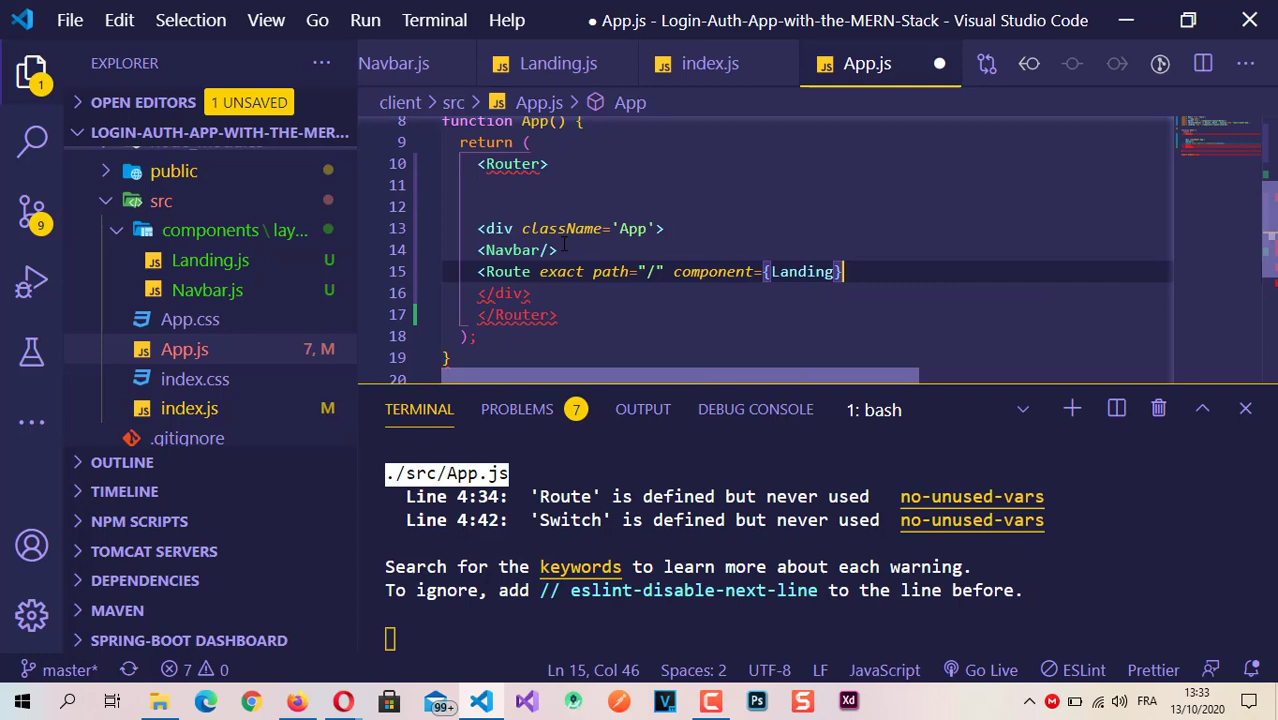 File Edit Selection View Go Run Terminal Help ● App.js - Login-Auth-App-with-the-MERN-Stack - Visual Studio Code
EXPLORER
Navbar.js Landing.js index.js App.js
1
OPEN EDITORS 1 UNSAVED
LOGIN-AUTH-APP-WITH-THE-MER...
public
src
components \ lay...
Landing.js
Navbar.js
App.css
App.js 7, M
index.css
index.js M
.gitignore
OUTLINE
TIMELINE
NPM SCRIPTS
TOMCAT SERVERS
DEPENDENCIES
MAVEN
SPRING-BOOT DASHBOARD
9
client > src > App.js > App
8 function App() {
9 return (
10 <Router>
11
12
13 <div className='App'>
14 <Navbar/>
15 <Route exact path="/" component={Landing}
16 </div>
17 </Router>
18 );
19 }
20
TERMINAL PROBLEMS 7 OUTPUT DEBUG CONSOLE 1: bash
./src/App.js
Line 4:34: 'Route' is defined but never used no-unused-vars
Line 4:42: 'Switch' is defined but never used no-unused-vars
Search for the keywords to learn more about each warning.
To ignore, add // eslint-disable-next-line to the line before.
master* 7 0 Ln 15, Col 46 Spaces: 2 UTF-8 LF JavaScript Go Live ESLint Prettier
99+ Ps S Xd FRA 13:33
13/10/2020